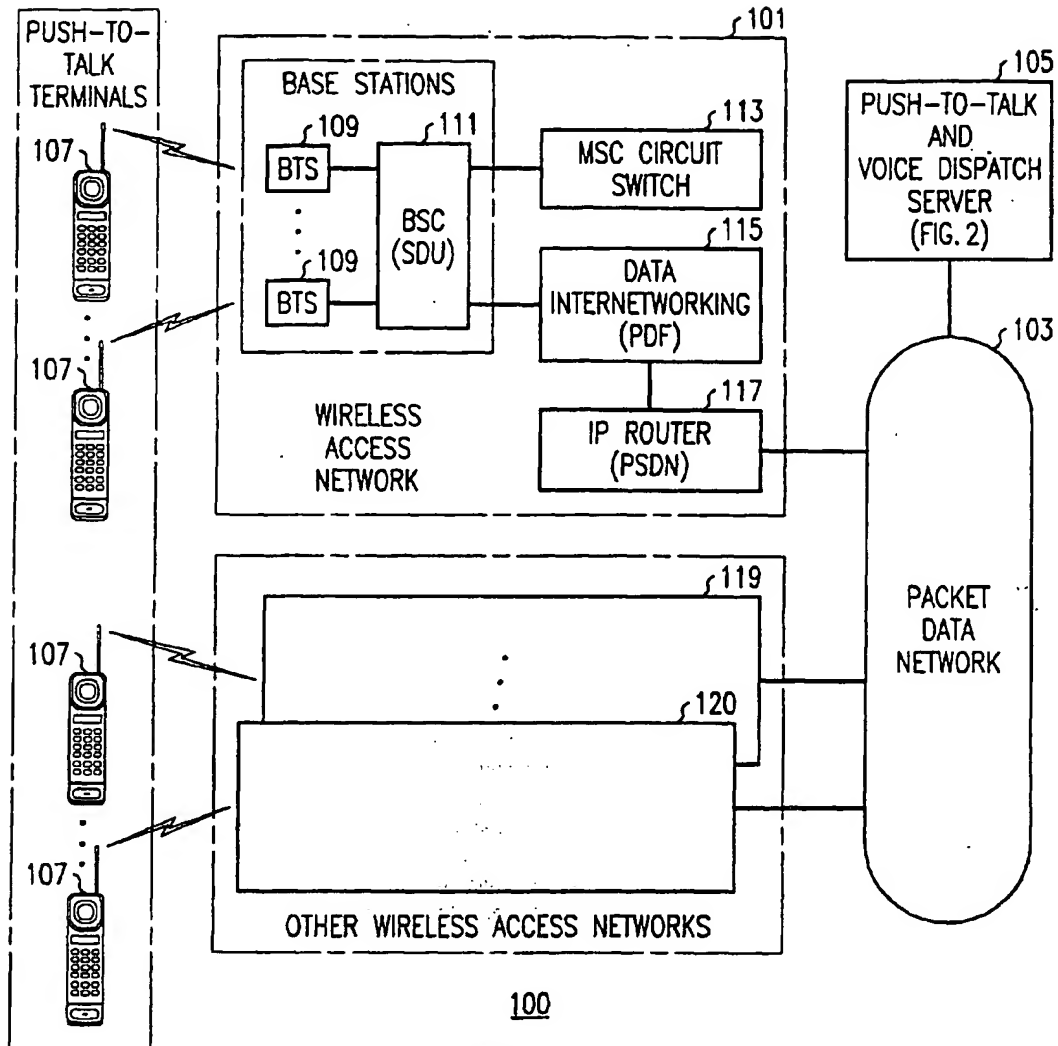 PUSH-TO-
TALK
TERMINALS
107
107
107
107
101
BASE STATIONS
109
BTS
109
BTS
111
BSC
(SDU)
113
MSC CIRCUIT
SWITCH
115
DATA
INTERNETWORKING
(PDF)
117
IP ROUTER
(PSDN)
WIRELESS
ACCESS
NETWORK
105
PUSH-TO-TALK
AND
VOICE DISPATCH
SERVER
(FIG. 2)
103
PACKET
DATA
NETWORK
119
120
OTHER WIRELESS ACCESS NETWORKS
100